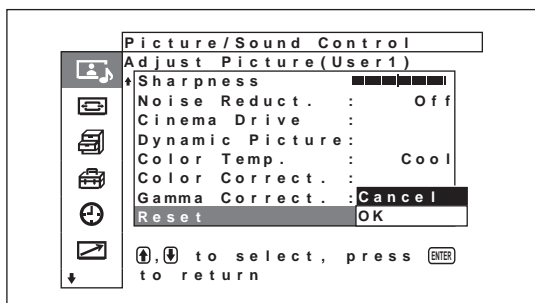 Picture/Sound Control
Adjust Picture(User1)
Sharpness
Noise Reduct. : Off
Cinema Drive :
Dynamic Picture:
Color Temp. : Cool
Color Correct. :
Gamma Correct. : Cancel
Reset OK
, to select, press ENTER
to return